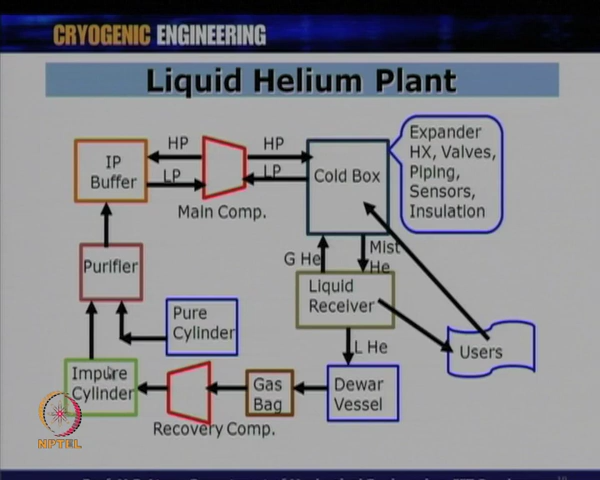 CRYOGENIC ENGINEERING
Liquid Helium Plant
IP
Buffer
HP
LP
HP
LP
Main Comp.
Cold Box
Expander
HX, Valves,
Piping,
Sensors,
Insulation
Purifier
G He
Mist
He
Liquid
Receiver
Pure
Cylinder
L He
Users
Impure
Cylinder
Gas
Bag
Dewar
Vessel
Recovery Comp.
NPTEL